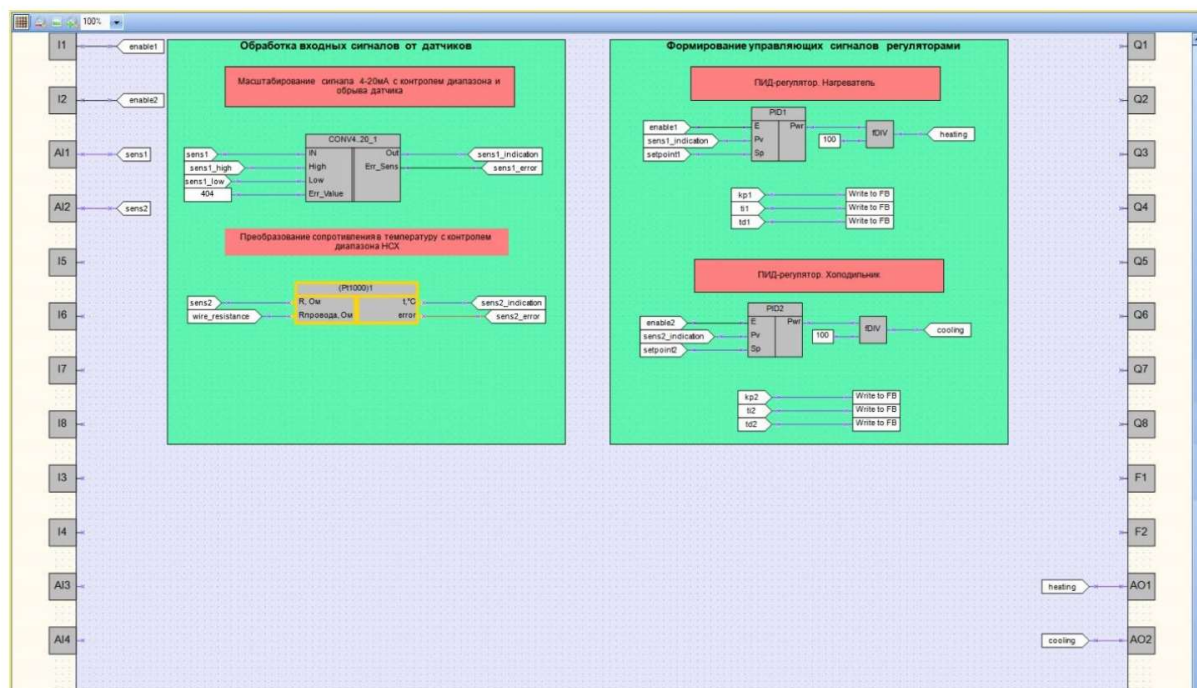 100%
I1
enable1
I2
enable2
AI1
sens1
AI2
sens2
I5
I6
I7
I8
I3
I4
AI3
AI4
Обработка входных сигналов от датчиков
Масштабирование сигнала 4-20мА с контролем диапазона и
обрыва датчика
CONV4..20_1
sens1
IN
Out
sens1_indication
sens1_high
High
Err_Sens
sens1_error
sens1_low
Low
404
Err_Value
Преобразование сопротивления в температуру с контролем
диапазона НСХ
(Pt1000)1
sens2
R, Ом
t,°C
sens2_indication
wire_resistance
Rпровода, Ом
error
sens2_error
Формирование управляющих сигналов регуляторами
ПИД-регулятор. Нагреватель
PID1
enable1
E
Pwr
sens1_indication
Pv
100
fDIV
heating
setpoint1
Sp
kp1
Write to FB
ti1
Write to FB
td1
Write to FB
ПИД-регулятор. Холодильник
PID2
enable2
E
Pwr
sens2_indication
Pv
100
fDIV
cooling
setpoint2
Sp
kp2
Write to FB
ti2
Write to FB
td2
Write to FB
Q1
Q2
Q3
Q4
Q5
Q6
Q7
Q8
F1
F2
heating
AO1
cooling
AO2